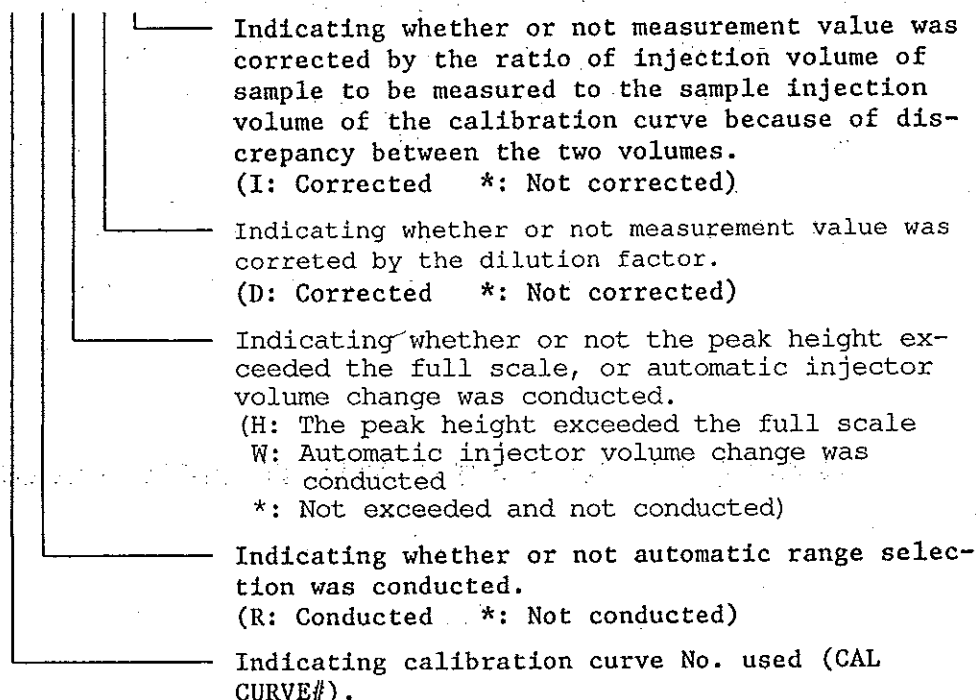 Indicating whether or not measurement value was
corrected by the ratio of injection volume of
sample to be measured to the sample injection
volume of the calibration curve because of dis-
crepancy between the two volumes.
(I: Corrected *: Not corrected)
Indicating whether or not measurement value was
correted by the dilution factor.
(D: Corrected *: Not corrected)
Indicating whether or not the peak height ex-
ceeded the full scale, or automatic injector
volume change was conducted.
(H: The peak height exceeded the full scale
W: Automatic injector volume change was
conducted
*: Not exceeded and not conducted)
Indicating whether or not automatic range selec-
tion was conducted.
(R: Conducted *: Not conducted)
Indicating calibration curve No. used (CAL
CURVE#).